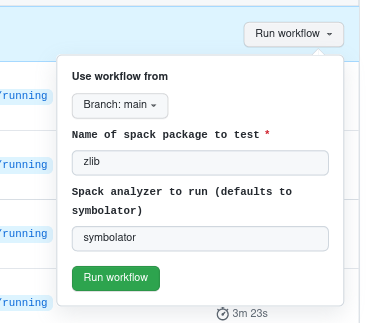 Run workflow
Use workflow from
/running
Branch: main
Name of spack package to test *
/running
zlib
Spack analyzer to run (defaults to
symbolator)
/running
symbolator
Run workflow
/running
3m 23s